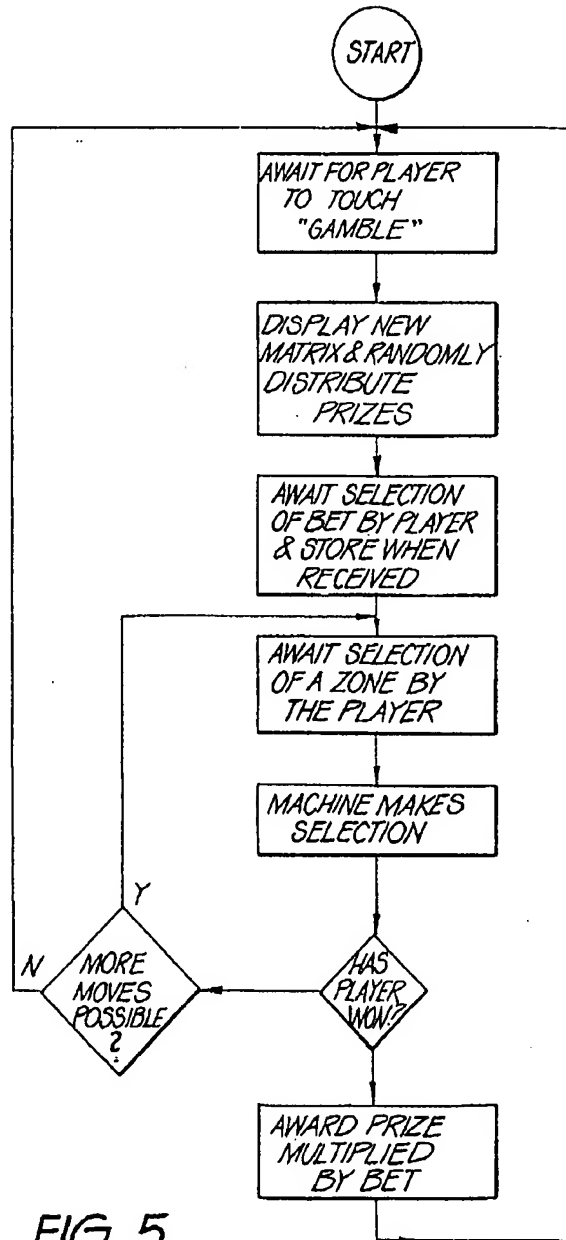 START
AWAIT FOR PLAYER
TO TOUCH
"GAMBLE"
DISPLAY NEW
MATRIX & RANDOMLY
DISTRIBUTE
PRIZES
AWAIT SELECTION
OF BET BY PLAYER
& STORE WHEN
RECEIVED
AWAIT SELECTION
OF A ZONE BY
THE PLAYER
MACHINE MAKES
SELECTION
Y
N
MORE
MOVES
POSSIBLE
?
HAS
PLAYER
WON?
AWARD PRIZE
MULTIPLIED
BY BET
FIG. 5